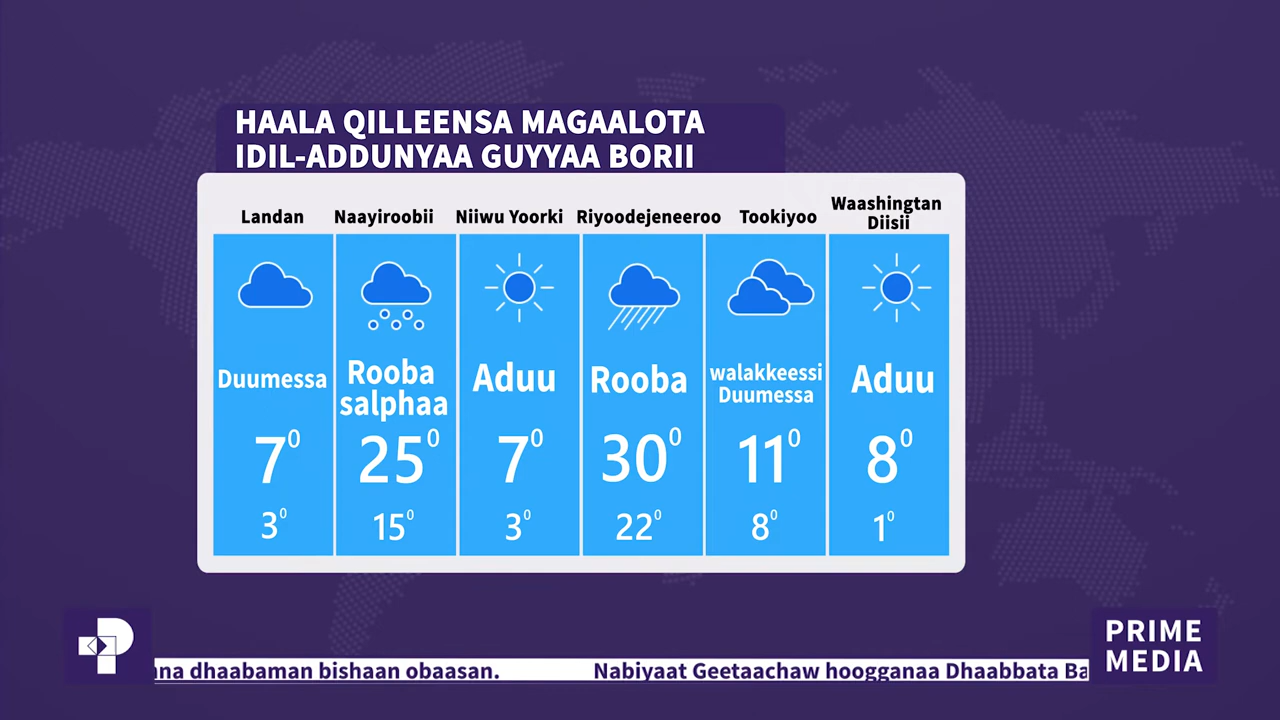 HAALA QILLEENSA MAGAALOTA
IDIL-ADDUNYAA GUYYAA BORII
Landan
Naayiroobii
Niiwu Yoorki
Riyoodejeneeroo
Tookiyoo
Waashingtan
Diisii
Duumessa
Rooba
salphaa
Aduu
Rooba
walakkeessi
Duumessa
Aduu
7⁰
25⁰
7⁰
30⁰
11⁰
8⁰
3⁰
15⁰
3⁰
22⁰
8⁰
1⁰
dhaabaman bishaan obaasan.
Nabiyaat Geetaachaw hoogganaa Dhaabbata
PRIME
MEDIA